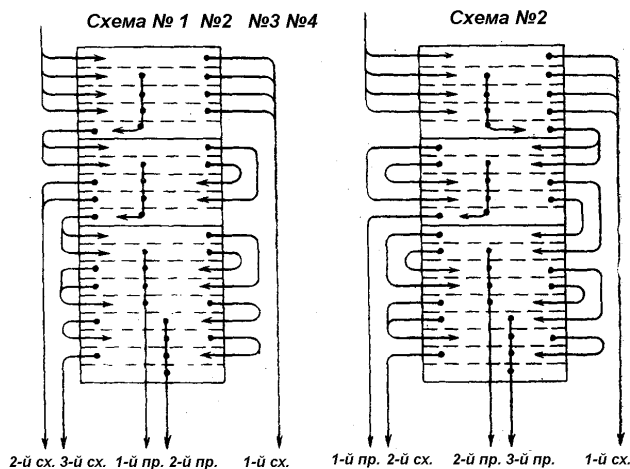 Схема № 1 №2 №3 №4
Схема №2
2-й сх. 3-й сх. 1-й пр. 2-й пр. 1-й сх.
1-й пр. 2-й сх. 2-й пр. 3-й пр. 1-й сх.